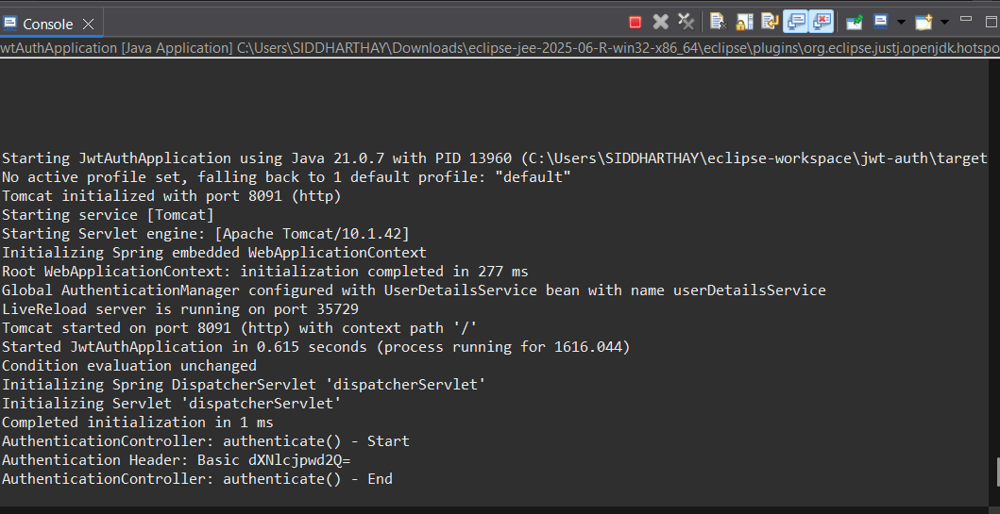 Console
wtAuthApplication [Java Application] C:\Users\SIDDHARTHAY\Downloads\eclipse-jee-2025-06-R-win32-x86_64\eclipse\plugins\org.eclipse.justj.openjdk.hotspo
Starting JwtAuthApplication using Java 21.0.7 with PID 13960 (C:\Users\SIDDHARTHAY\eclipse-workspace\jwt-auth\target
No active profile set, falling back to 1 default profile: "default"
Tomcat initialized with port 8091 (http)
Starting service [Tomcat]
Starting Servlet engine: [Apache Tomcat/10.1.42]
Initializing Spring embedded WebApplicationContext
Root WebApplicationContext: initialization completed in 277 ms
Global AuthenticationManager configured with UserDetailsService bean with name userDetailsService
LiveReload server is running on port 35729
Tomcat started on port 8091 (http) with context path '/'
Started JwtAuthApplication in 0.615 seconds (process running for 1616.044)
Condition evaluation unchanged
Initializing Spring DispatcherServlet 'dispatcherServlet'
Initializing Servlet 'dispatcherServlet'
Completed initialization in 1 ms
AuthenticationController: authenticate() - Start
Authentication Header: Basic dXNlcjpwd2Q=
AuthenticationController: authenticate() - End